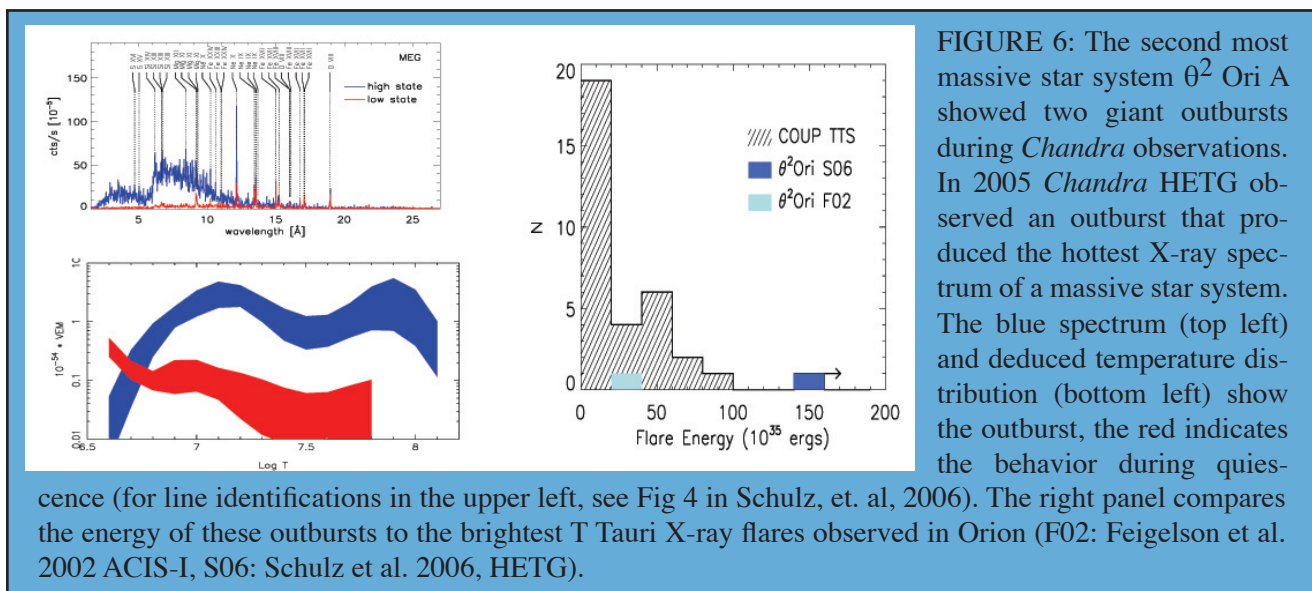 MEG
high state
low state
cts/s [10⁻⁵]
150
100
50
0
5 10 15 20 25
wavelength [Å]
10⁻⁵⁴ * VEM
10
1
0.1
0.01
6.5 7 7.5 8
Log T
N
20
15
10
5
0
COUP TTS
θ²Ori S06
θ²Ori F02
0 50 100 150 200
Flare Energy (10³⁵ ergs)
FIGURE 6: The second most
massive star system θ² Ori A
showed two giant outbursts
during Chandra observations.
In 2005 Chandra HETG ob-
served an outburst that pro-
duced the hottest X-ray spec-
trum of a massive star system.
The blue spectrum (top left)
and deduced temperature dis-
tribution (bottom left) show
the outburst, the red indicates
the behavior during quies-
cence (for line identifications in the upper left, see Fig 4 in Schulz, et. al, 2006). The right panel compares
the energy of these outbursts to the brightest T Tauri X-ray flares observed in Orion (F02: Feigelson et al.
2002 ACIS-I, S06: Schulz et al. 2006, HETG).